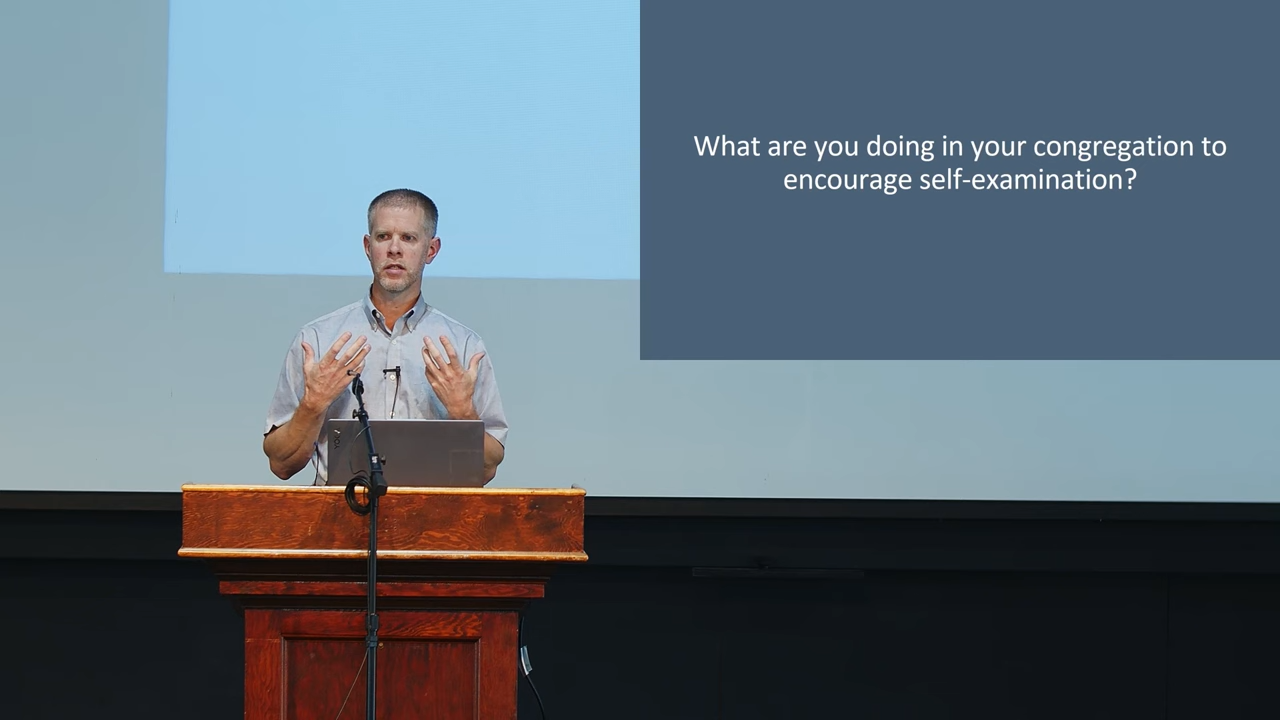 What are you doing in your congregation to
encourage self-examination?